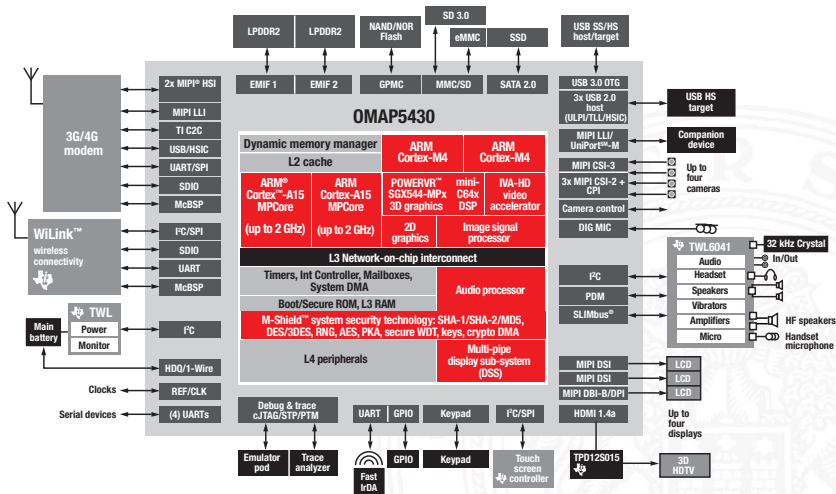 SD 3.0
LPDDR2
LPDDR2
NAND/NOR
Flash
eMMC
SSD
USB SS/HS
host/target
EMIF 1
EMIF 2
GPMC
MMC/SD
SATA 2.0
USB 3.0 OTG
OMAP5430
3G/4G
modem
2x MIPI® HSI
MIPI LLI
TI C2C
USB/HSIC
UART/SPI
SDIO
McBSP
WiLink™
wireless
connectivity
I²C/SPI
SDIO
UART
McBSP
TWL
Power
Monitor
Main
battery
I²C
HDQ/1-Wire
Clocks
REF/CLK
Serial devices
(4) UARTs
Dynamic memory manager
L2 cache
ARM
Cortex-M4
ARM
Cortex-M4
ARM®
Cortex™-A15
MPCore
(up to 2 GHz)
ARM
Cortex-A15
MPCore
(up to 2 GHz)
POWERVR™
SGX544-MPx
3D graphics
mini-
C64x
DSP
IVA-HD
video
accelerator
2D
graphics
Image signal
processor
L3 Network-on-chip interconnect
Timers, Int Controller, Mailboxes,
System DMA
Boot/Secure ROM, L3 RAM
Audio processor
M-Shield™ system security technology: SHA-1/SHA-2/MD5,
DES/3DES, RNG, AES, PKA, secure WDT, keys, crypto DMA
L4 peripherals
Multi-pipe
display sub-system
(DSS)
3x USB 2.0
host
(ULPI/TLL/HSIC)
USB HS
target
MIPI LLI/
UniPort℠-M
Companion
device
MIPI CSI-3
3x MIPI CSI-2 +
CPI
Up to
four
cameras
Camera control
DIG MIC
TWL6041
32 kHz Crystal
Audio
In/Out
Headset
Speakers
Vibrators
Amplifiers
HF speakers
Micro
Handset
microphone
I²C
PDM
SLIMbus®
MIPI DSI
LCD
MIPI DSI
LCD
MIPI DBI-B/DPI
LCD
HDMI 1.4a
Up to
four
displays
TPD12S015
3D
HDTV
Debug & trace
cJTAG/STP/PTM
UART
GPIO
Keypad
I²C/SPI
Emulator
pod
Trace
analyzer
Fast
IrDA
GPIO
Keypad
Touch
screen
controller